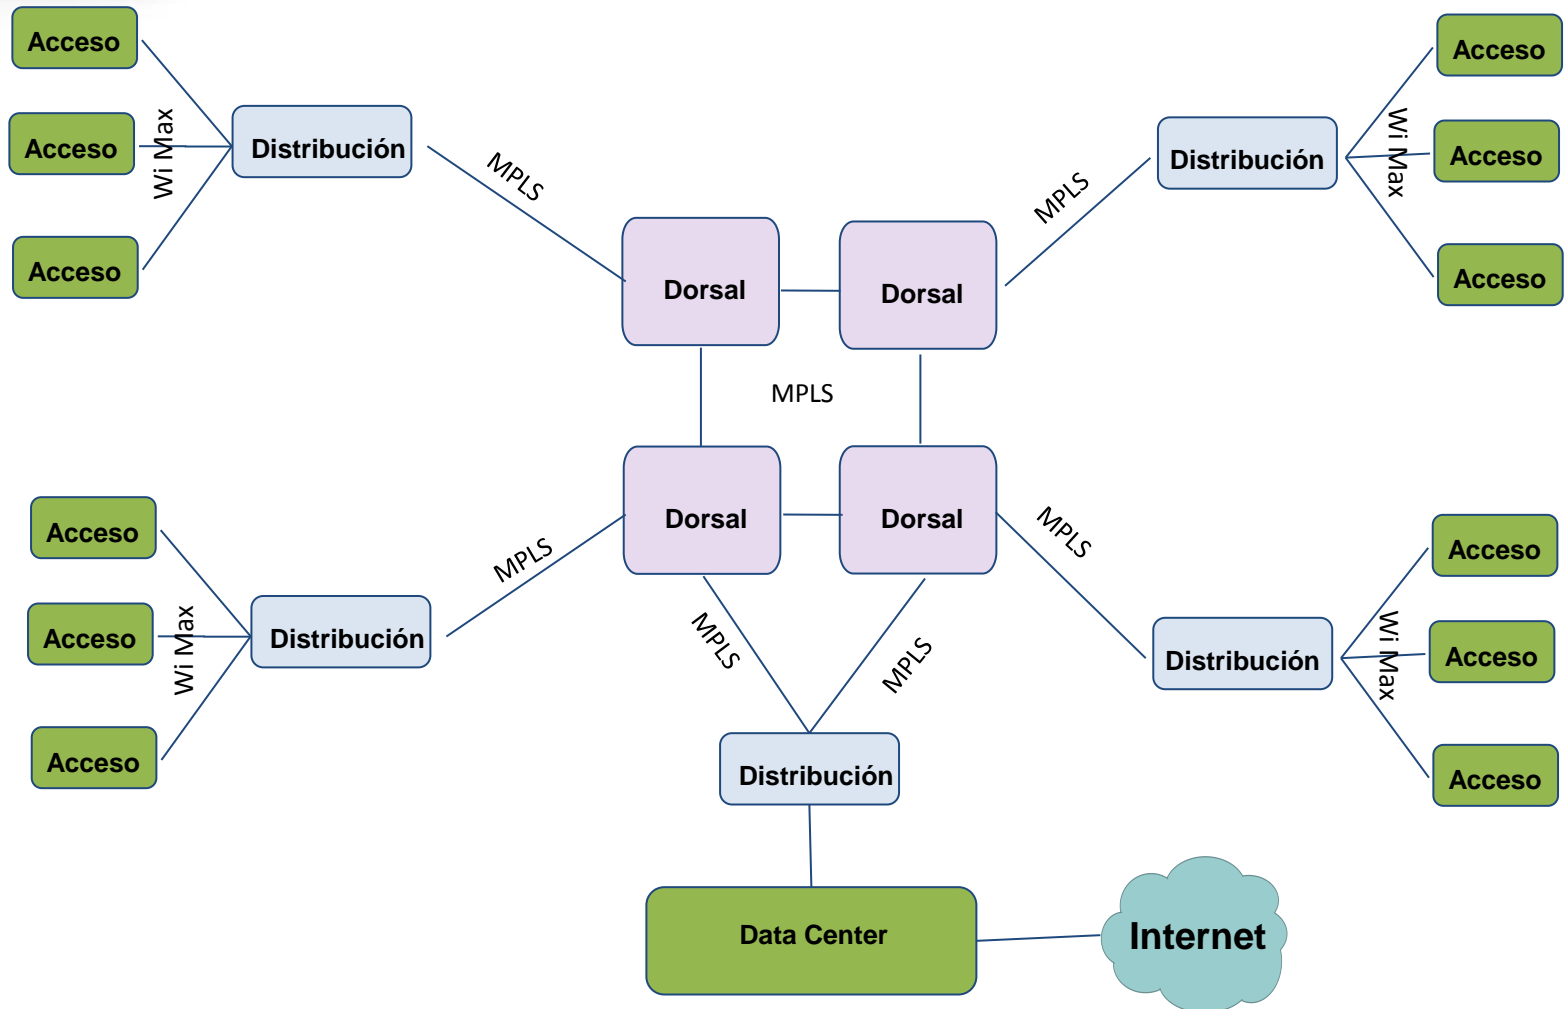 Acceso
Acceso
Acceso
Wi Max
Distribución
MPLS
Acceso
Acceso
Acceso
Wi Max
Distribución
MPLS
Dorsal
Dorsal
MPLS
Dorsal
Dorsal
Acceso
Acceso
Acceso
Wi Max
Distribución
MPLS
MPLS
MPLS
MPLS
Distribución
Wi Max
Acceso
Acceso
Acceso
Distribución
Data Center
Internet